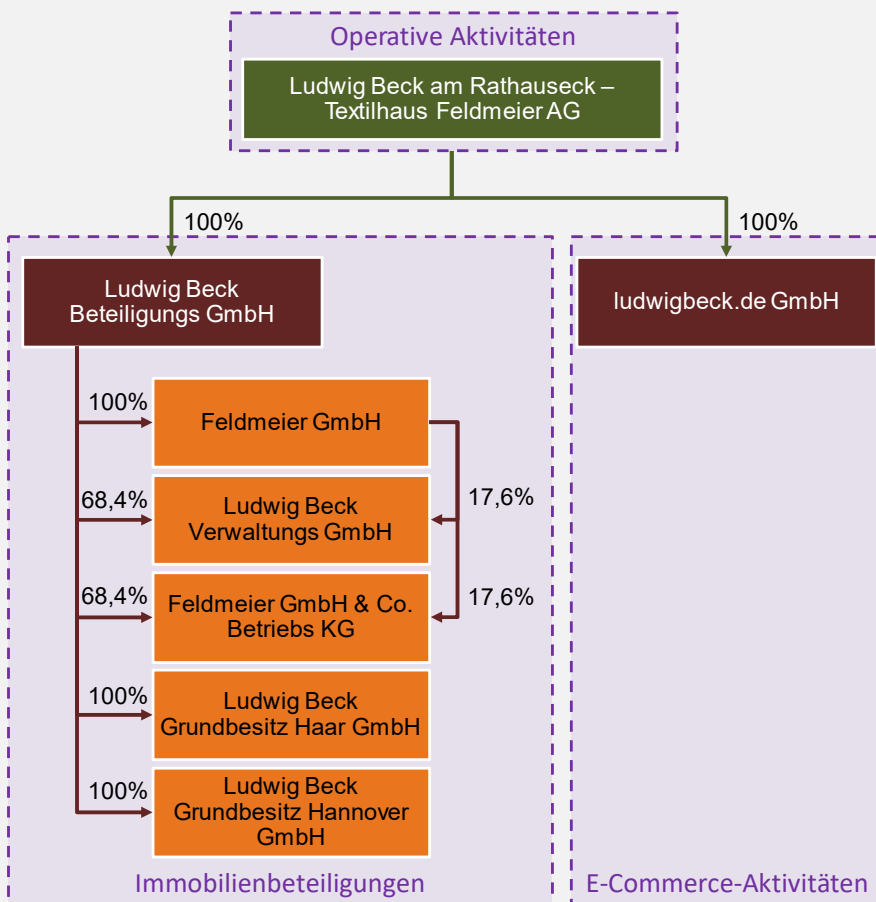 Operative Aktivitäten
Ludwig Beck am Rathauseck –
Textilhaus Feldmeier AG
100%
100%
Ludwig Beck
Beteiligungs GmbH
ludwigbeck.de GmbH
100%
Feldmeier GmbH
68,4%
Ludwig Beck
Verwaltungs GmbH
17,6%
68,4%
Feldmeier GmbH & Co.
Betriebs KG
17,6%
100%
Ludwig Beck
Grundbesitz Haar GmbH
100%
Ludwig Beck
Grundbesitz Hannover
GmbH
Immobilienbeteiligungen
E-Commerce-Aktivitäten